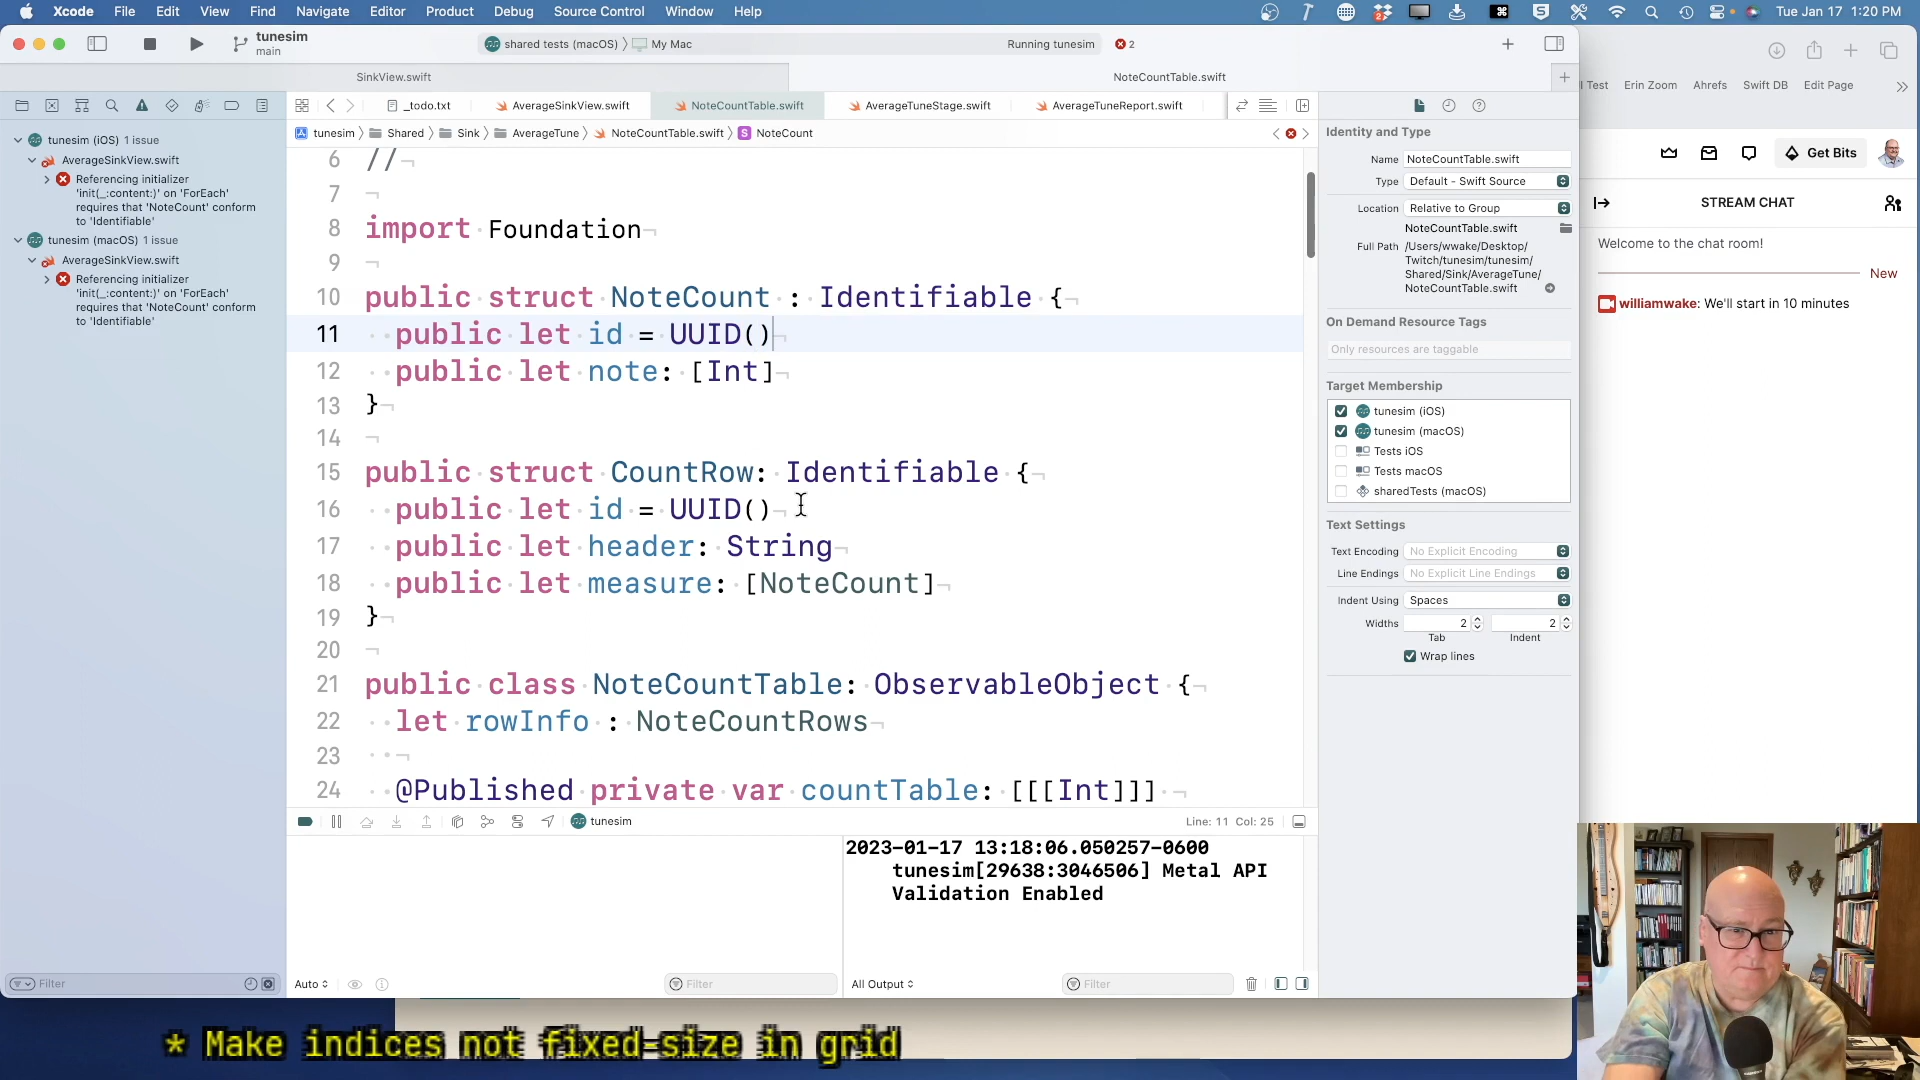 Xcode File Edit View Find Navigate Editor Product Debug Source Control Window Help
Tue Jan 17 1:20 PM
tunesim
main
shared tests (macOS) My Mac
Running tunesim
2
SinkView.swift
NoteCountTable.swift
I Test Erin Zoom Ahrefs Swift DB Edit Page
_todo.txt AverageSinkView.swift NoteCountTable.swift AverageTuneStage.swift AverageTuneReport.swift
tunesim Shared Sink AverageTune NoteCountTable.swift NoteCount
tunesim (iOS) 1 issue
AverageSinkView.swift
Referencing initializer
'init(_:content:)' on 'ForEach'
requires that 'NoteCount' conform
to 'Identifiable'
tunesim (macOS) 1 issue
AverageSinkView.swift
Referencing initializer
'init(_:content:)' on 'ForEach'
requires that 'NoteCount' conform
to 'Identifiable'
Filter
6 //
7
8 import Foundation
9
10 public struct NoteCount : Identifiable {
11 public let id = UUID()
12 public let note: [Int]
13 }
14
15 public struct CountRow: Identifiable {
16 public let id = UUID()
17 public let header: String
18 public let measure: [NoteCount]
19 }
20
21 public class NoteCountTable: ObservableObject {
22 let rowInfo : NoteCountRows
23
24 @Published private var countTable: [[[Int]]]
tunesim
Line: 11 Col: 25
2023-01-17 13:18:06.050257-0600
tunesim[29638:3046506] Metal API
Validation Enabled
Auto
Filter
All Output
Filter
Identity and Type
Name NoteCountTable.swift
Type Default - Swift Source
Location Relative to Group
NoteCountTable.swift
Full Path /Users/wwake/Desktop/
Twitch/tunesim/tunesim/
Shared/Sink/AverageTune/
NoteCountTable.swift
On Demand Resource Tags
Only resources are taggable
Target Membership
tunesim (iOS)
tunesim (macOS)
Tests iOS
Tests macOS
sharedTests (macOS)
Text Settings
Text Encoding No Explicit Encoding
Line Endings No Explicit Line Endings
Indent Using Spaces
Widths 2 2
Tab Indent
Wrap lines
Get Bits
STREAM CHAT
Welcome to the chat room!
New
williamwake: We'll start in 10 minutes
* Make indices not fixed-size in grid